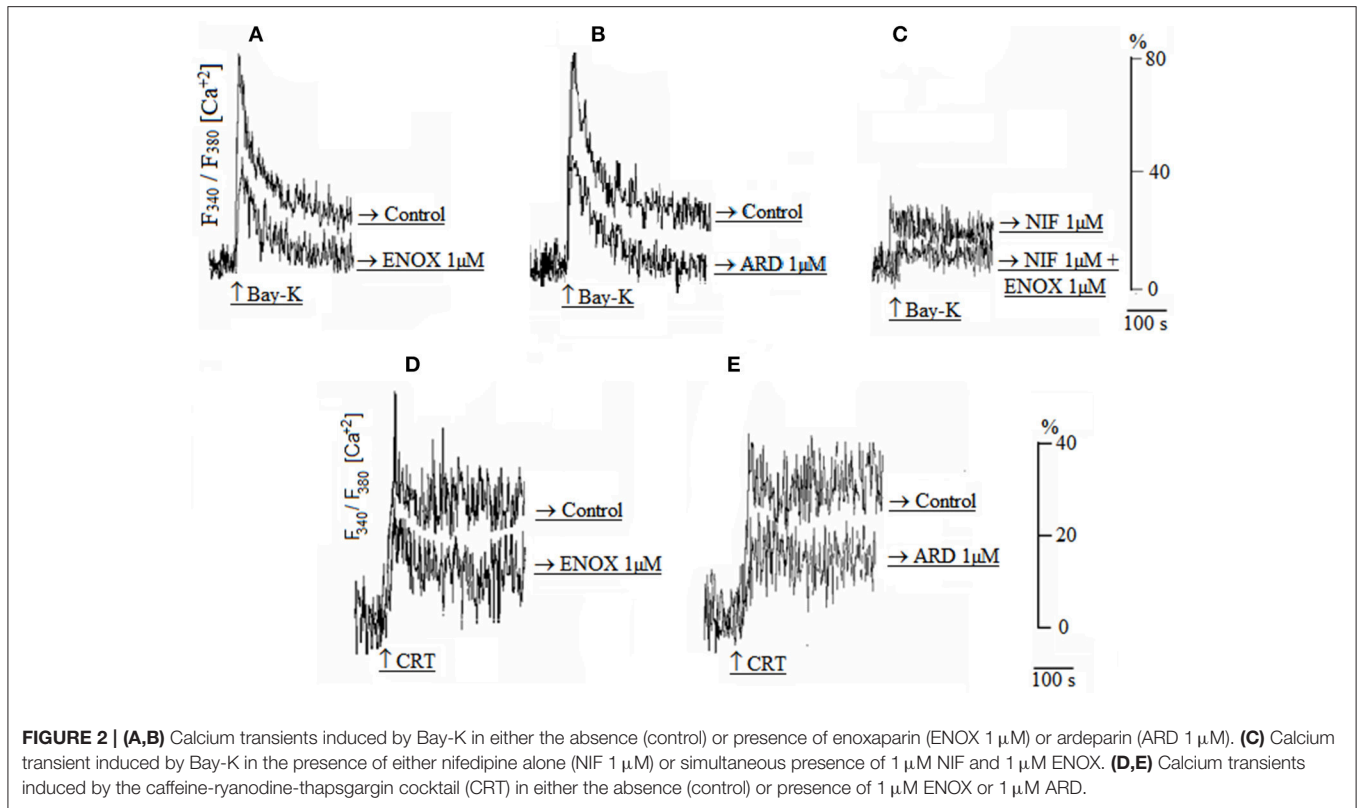 A
B
C
F340 / F380 [Ca+2]
%
80
40
0
100 s
→ Control
→ ENOX 1μM
↑ Bay-K
→ Control
→ ARD 1μM
↑ Bay-K
→ NIF 1μM
→ NIF 1μM +
ENOX 1μM
↑ Bay-K
D
E
F340 / F380 [Ca+2]
→ Control
→ ENOX 1μM
↑ CRT
→ Control
→ ARD 1μM
↑ CRT
%
40
20
0
100 s
FIGURE 2 | (A,B) Calcium transients induced by Bay-K in either the absence (control) or presence of enoxaparin (ENOX 1 μM) or ardeparin (ARD 1 μM). (C) Calcium
transient induced by Bay-K in the presence of either nifedipine alone (NIF 1 μM) or simultaneous presence of 1 μM NIF and 1 μM ENOX. (D,E) Calcium transients
induced by the caffeine-ryanodine-thapsgargin cocktail (CRT) in either the absence (control) or presence of 1 μM ENOX or 1 μM ARD.